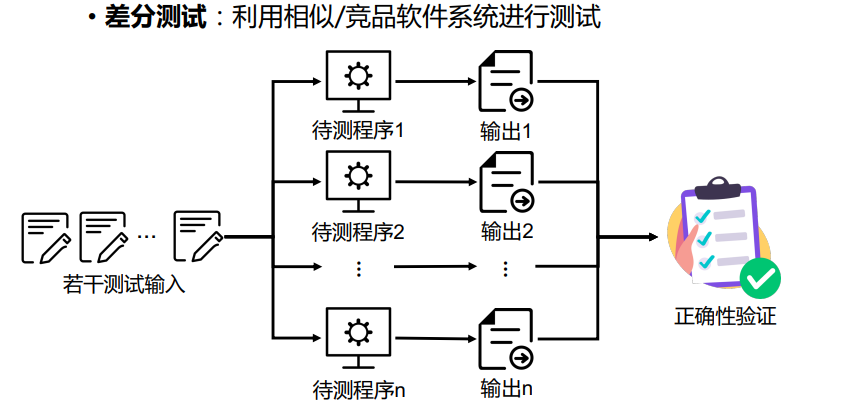 • 差分测试：利用相似/竞品软件系统进行测试
待测程序1
输出1
待测程序2
输出2
...
若干测试输入
⋮
⋮
正确性验证
待测程序n
输出n